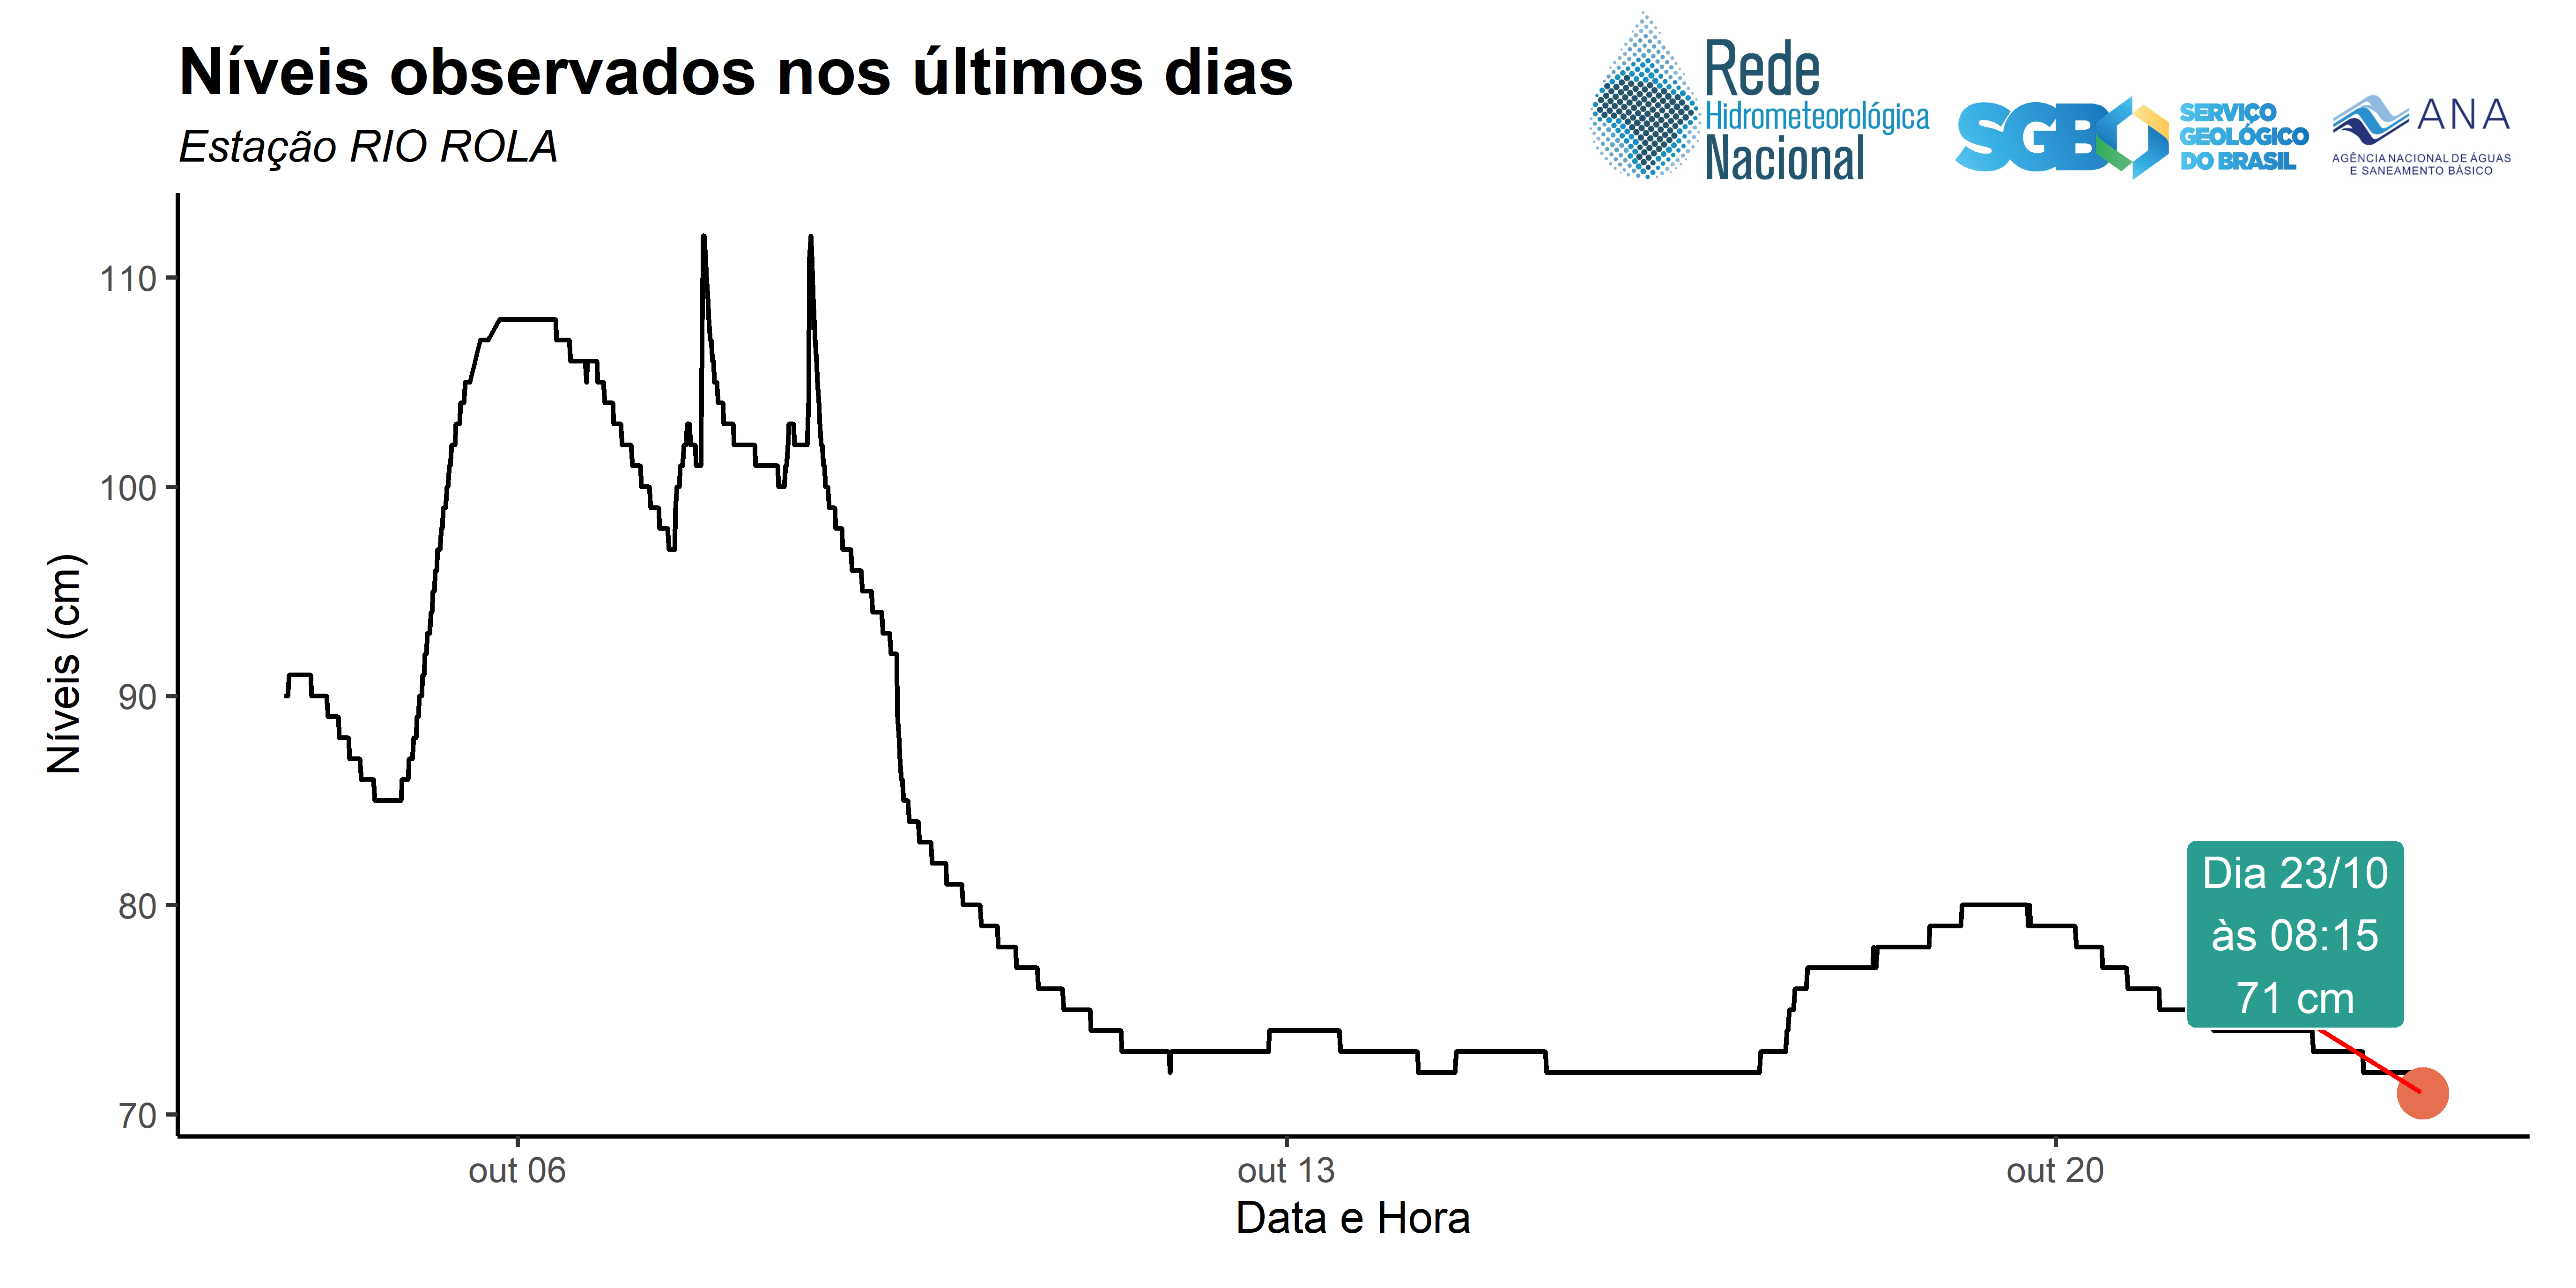 Níveis observados nos últimos dias
Estação RIO ROLA
Rede
Hidrometeorológica
Nacional
SGB
SERVIÇO
GEOLÓGICO
DO BRASIL
ANA
AGÊNCIA NACIONAL DE ÁGUAS
E SANEAMENTO BÁSICO
Níveis (cm)
110
100
90
80
70
Dia 23/10
às 08:15
71 cm
out 06
out 13
out 20
Data e Hora